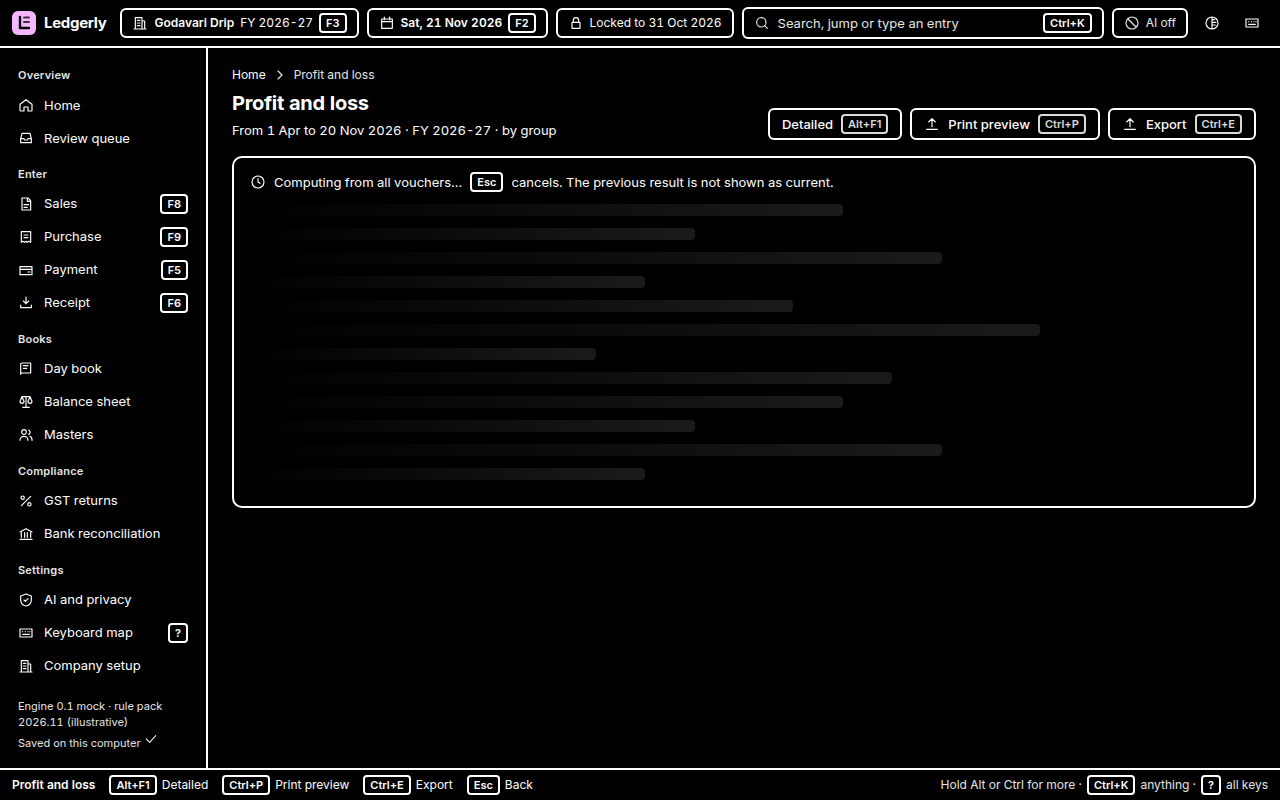 Ledgerly
Godavari Drip FY 2026-27 F3
Sat, 21 Nov 2026 F2
Locked to 31 Oct 2026
Search, jump or type an entry Ctrl+K
AI off
Overview
Home
Review queue
Enter
Sales F8
Purchase F9
Payment F5
Receipt F6
Books
Day book
Balance sheet
Masters
Compliance
GST returns
Bank reconciliation
Settings
AI and privacy
Keyboard map ?
Company setup
Engine 0.1 mock · rule pack
2026.11 (illustrative)
Saved on this computer
Home > Profit and loss
Profit and loss
From 1 Apr to 20 Nov 2026 · FY 2026-27 · by group
Detailed Alt+F1
Print preview Ctrl+P
Export Ctrl+E
Computing from all vouchers... Esc cancels. The previous result is not shown as current.
Profit and loss Alt+F1 Detailed Ctrl+P Print preview Ctrl+E Export Esc Back
Hold Alt or Ctrl for more · Ctrl+K anything · ? all keys